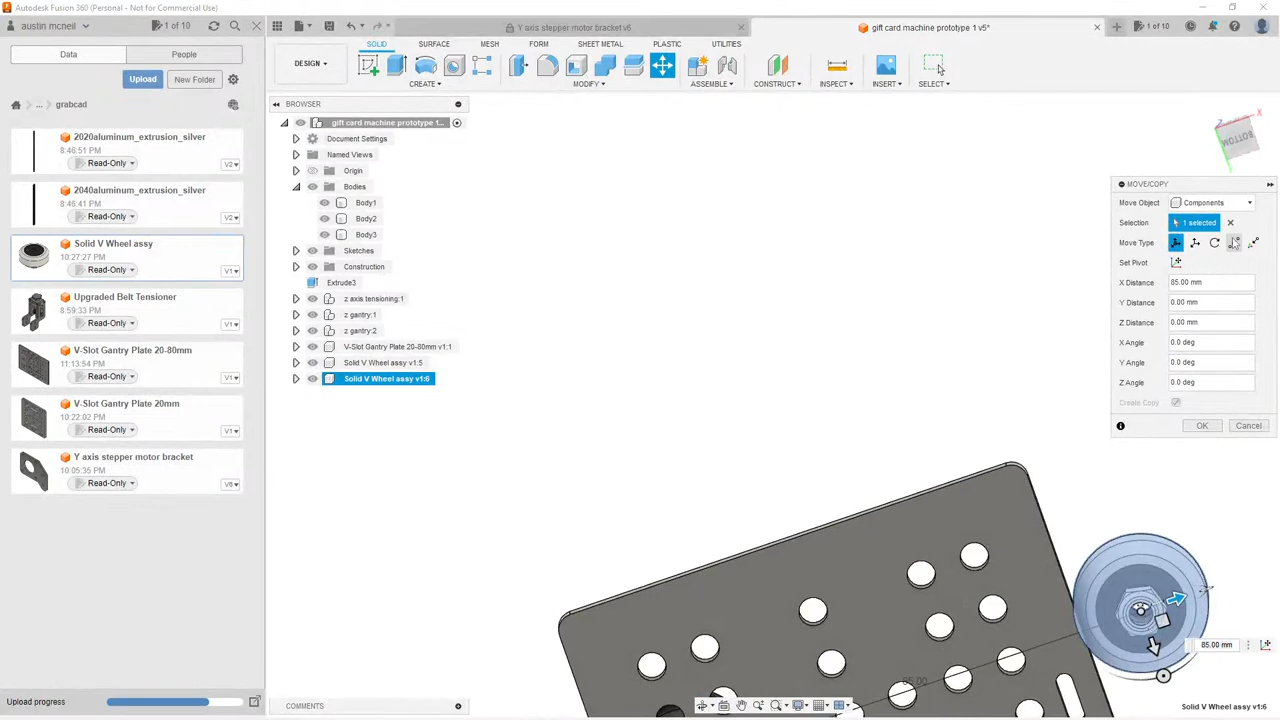 Autodesk Fusion 360 (Personal - Not for Commercial Use)
austin mcneil
1 of 10
Y axis stepper motor bracket v6
gift card machine prototype 1 v5*
1 of 10
Data
People
Upload
New Folder
... grabcad
2020aluminum_extrusion_silver
8:46:51 PM
Read-Only
V2
2040aluminum_extrusion_silver
8:46:41 PM
Read-Only
V2
Solid V Wheel assy
10:27:27 PM
Read-Only
V1
Upgraded Belt Tensioner
8:59:33 PM
Read-Only
V1
V-Slot Gantry Plate 20-80mm
11:13:54 PM
Read-Only
V1
V-Slot Gantry Plate 20mm
10:22:02 PM
Read-Only
V1
Y axis stepper motor bracket
10:05:35 PM
Read-Only
V6
Upload progress
SOLID SURFACE MESH FORM SHEET METAL PLASTIC UTILITIES
DESIGN
CREATE MODIFY ASSEMBLE CONSTRUCT INSPECT INSERT SELECT
BROWSER
gift card machine prototype 1...
Document Settings
Named Views
Origin
Bodies
Body1
Body2
Body3
Sketches
Construction
Extrude3
z axis tensioning:1
z gantry:1
z gantry:2
V-Slot Gantry Plate 20-80mm v1:1
Solid V Wheel assy v1:5
Solid V Wheel assy v1:6
COMMENTS
BOTTOM
X
Z
MOVE/COPY
Move Object Components
Selection 1 selected
Move Type
Set Pivot
X Distance 85.00 mm
Y Distance 0.00 mm
Z Distance 0.00 mm
X Angle 0.0 deg
Y Angle 0.0 deg
Z Angle 0.0 deg
Create Copy
OK Cancel
85.00
85.00 mm
Solid V Wheel assy v1:6